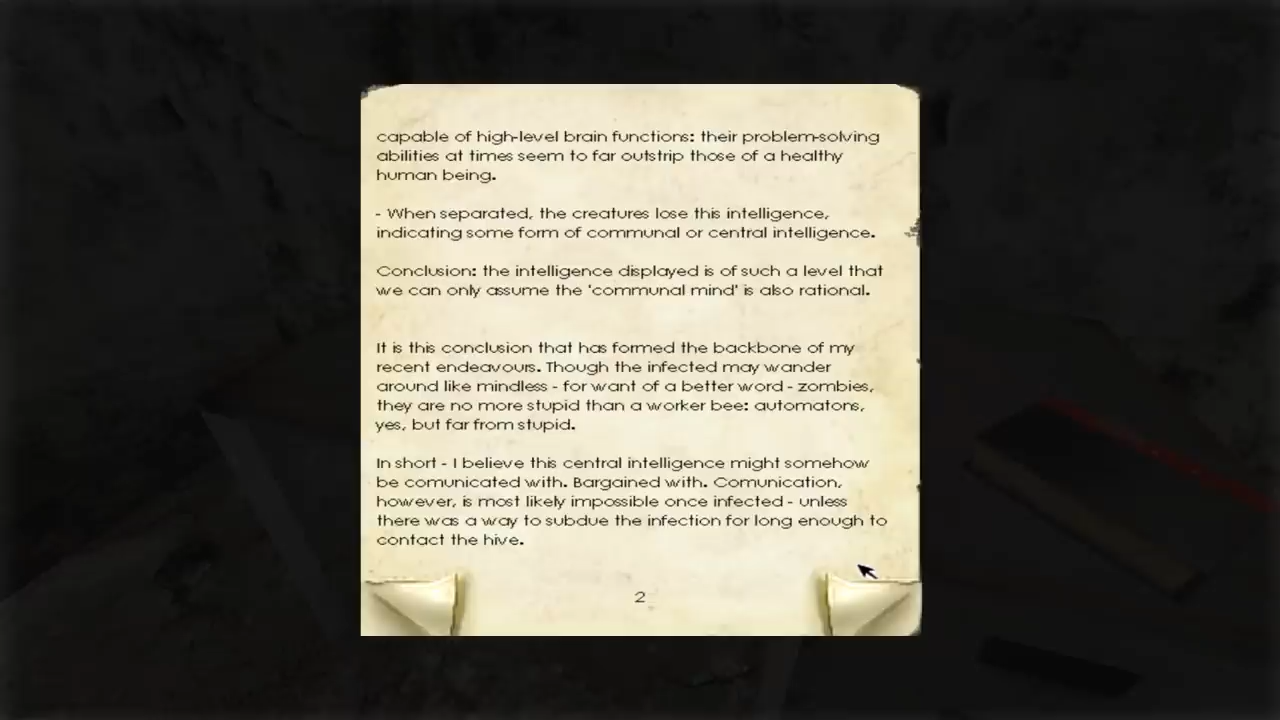 capable of high-level brain functions: their problem-solving
abilities at times seem to far outstrip those of a healthy
human being.
- When separated, the creatures lose this intelligence,
indicating some form of communal or central intelligence.
Conclusion: the intelligence displayed is of such a level that
we can only assume the 'communal mind' is also rational.
It is this conclusion that has formed the backbone of my
recent endeavours. Though the infected may wander
around like mindless - for want of a better word - zombies,
they are no more stupid than a worker bee: automatons,
yes, but far from stupid.
In short - I believe this central intelligence might somehow
be comunicated with. Bargained with. Comunication,
however, is most likely impossible once infected - unless
there was a way to subdue the infection for long enough to
contact the hive.
2